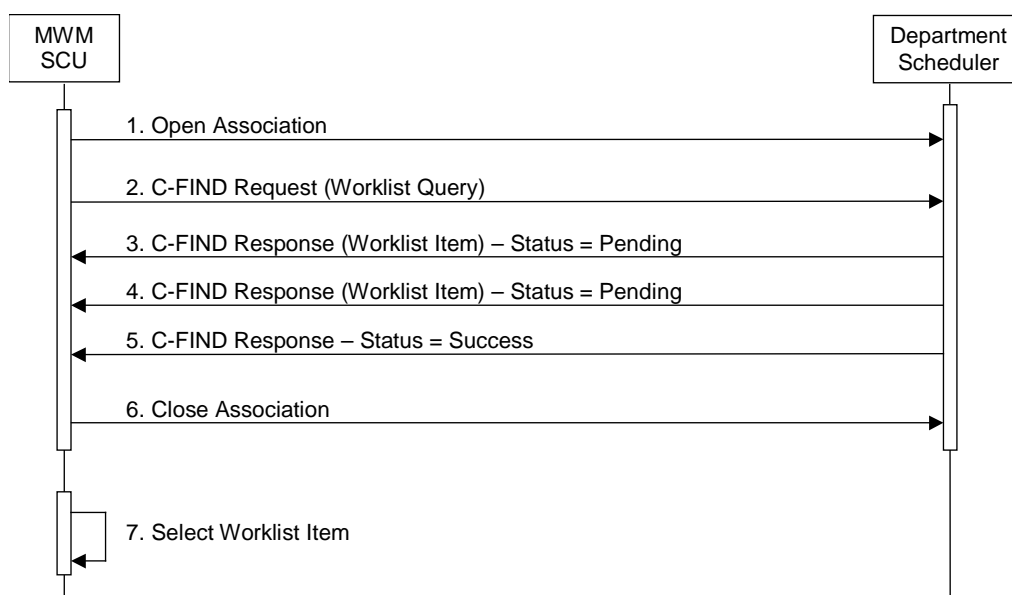 MWM
SCU
Department
Scheduler
1. Open Association
2. C-FIND Request (Worklist Query)
3. C-FIND Response (Worklist Item) – Status = Pending
4. C-FIND Response (Worklist Item) – Status = Pending
5. C-FIND Response – Status = Success
6. Close Association
7. Select Worklist Item